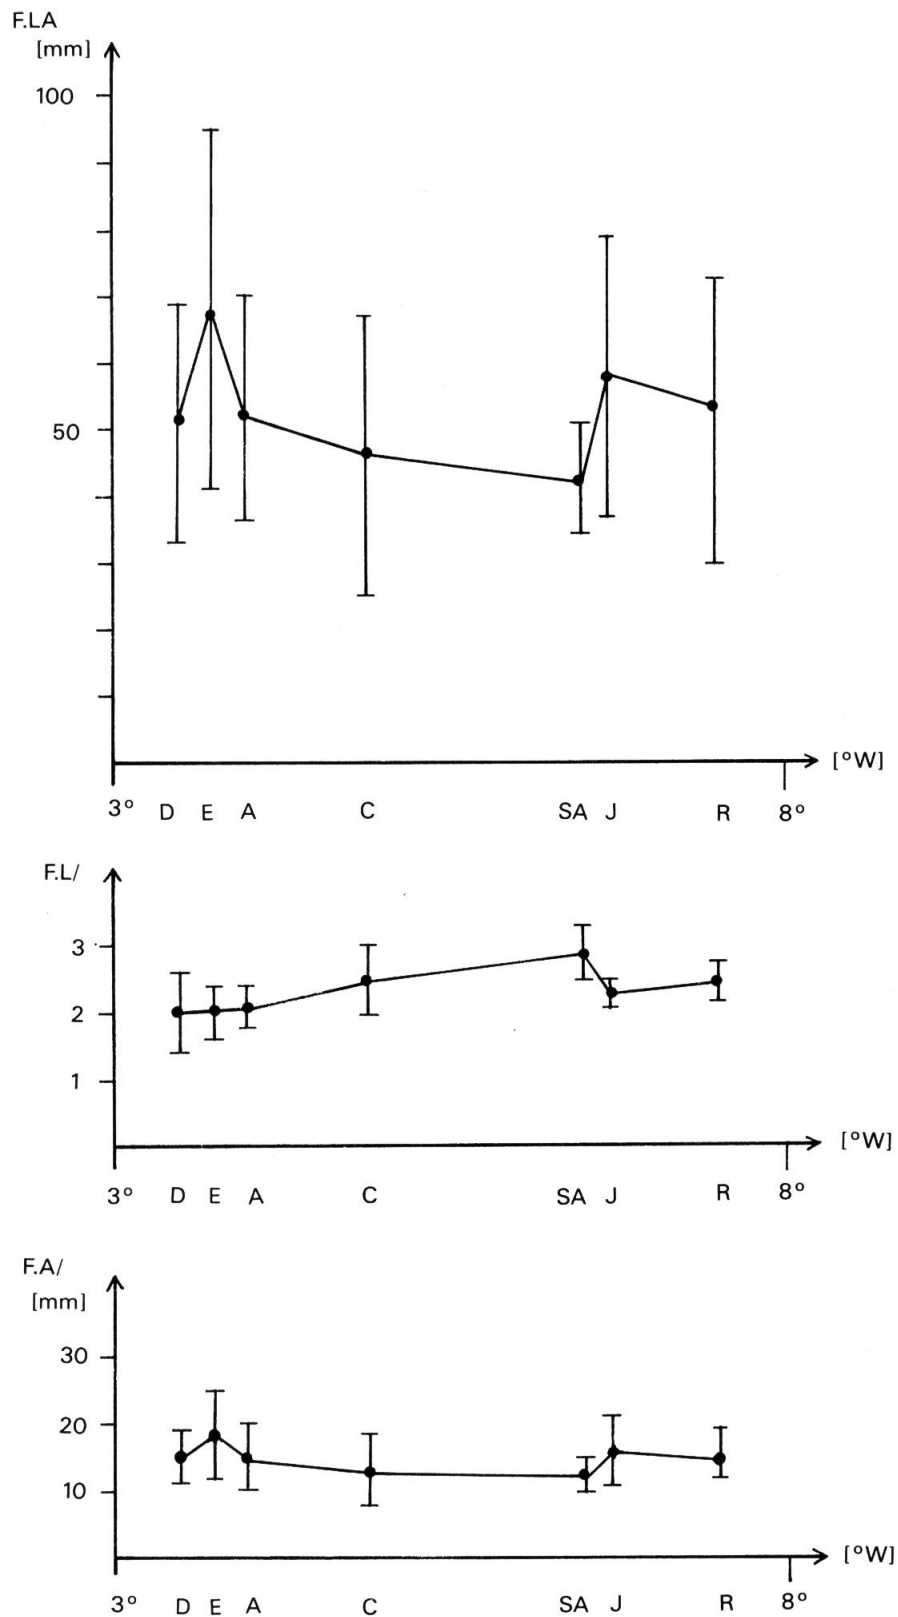 F.LA
[mm]
100
50
[°W]
3° D E A C SA J R 8°
F.L/
3
2
1
[°W]
3° D E A C SA J R 8°
F.A/
[mm]
30
20
10
[°W]
3° D E A C SA J R 8°